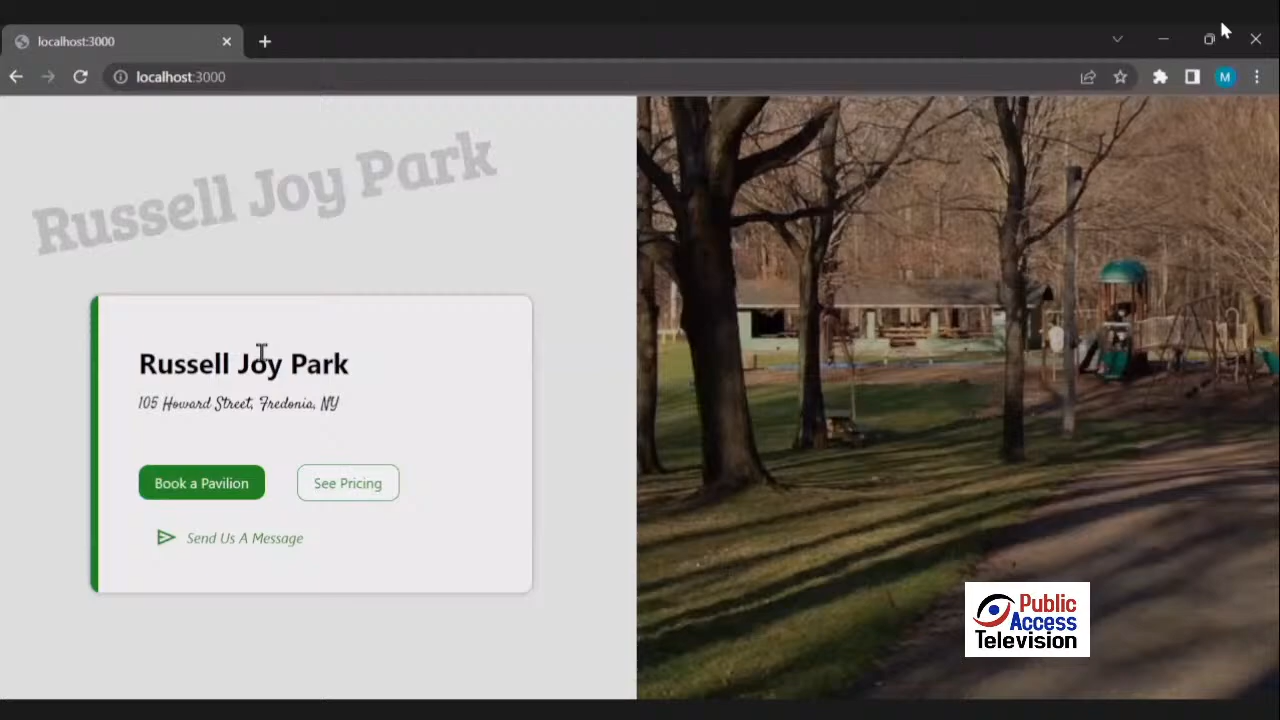 localhost:3000
localhost:3000
M
Russell Joy Park
Russell Joy Park
105 Howard Street, Fredonia, NY
Book a Pavilion
See Pricing
Send Us A Message
Public
Access
Television